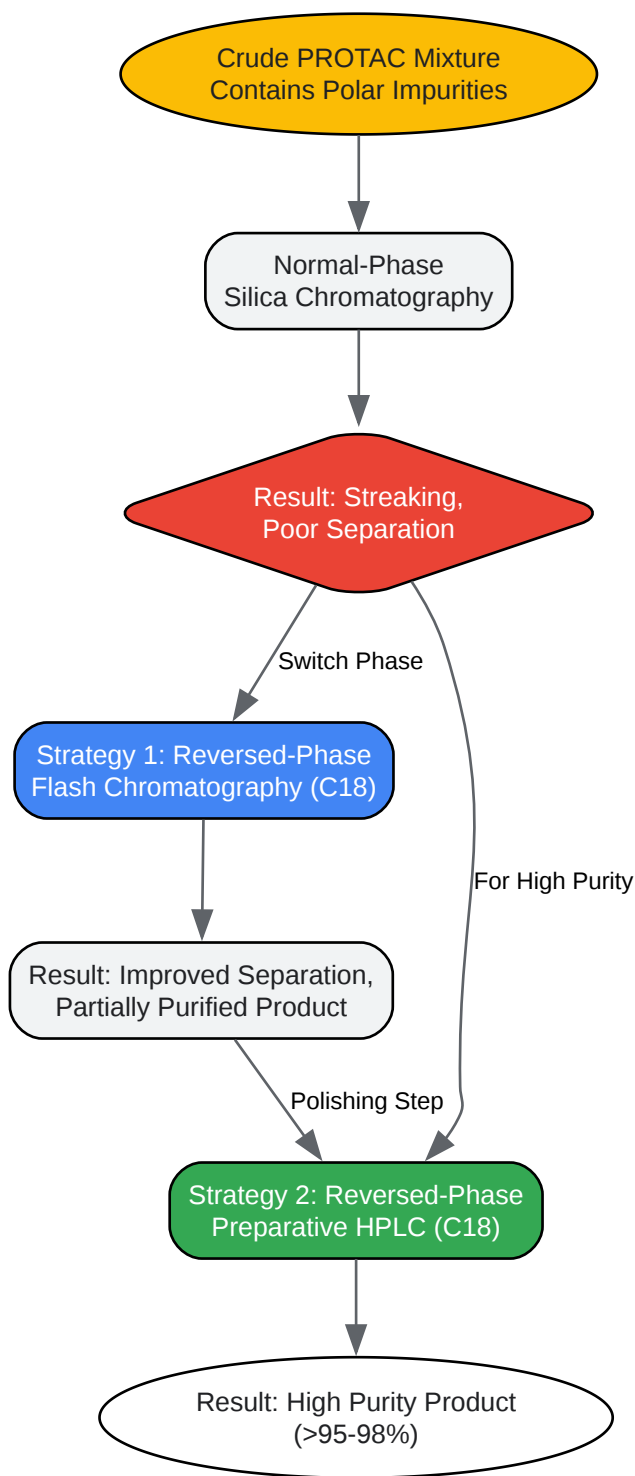 Crude PROTAC Mixture
Contains Polar Impurities
Normal-Phase
Silica Chromatography
Result: Streaking,
Poor Separation
Switch Phase
Strategy 1: Reversed-Phase
Flash Chromatography (C18)
For High Purity
Result: Improved Separation,
Partially Purified Product
Polishing Step
Strategy 2: Reversed-Phase
Preparative HPLC (C18)
Result: High Purity Product
(>95-98%)